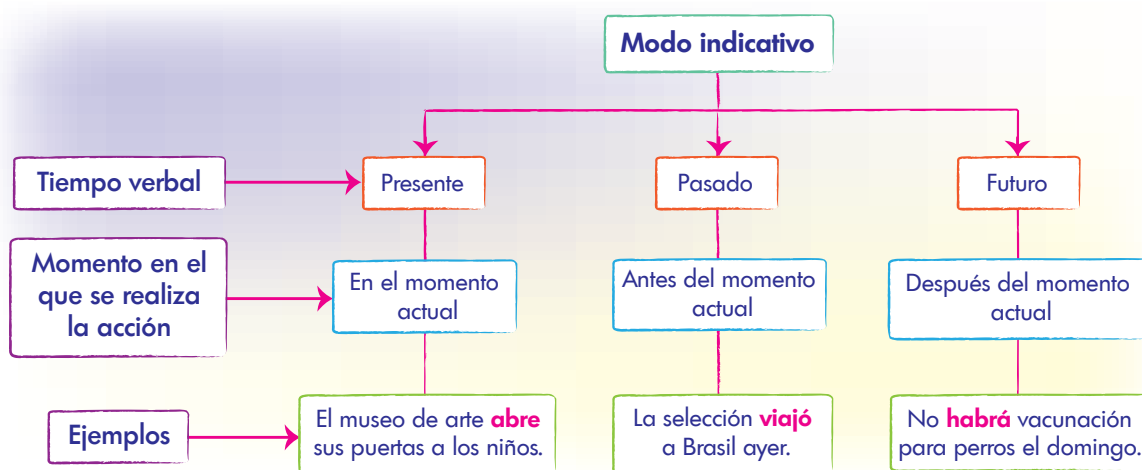 Modo indicativo
Tiempo verbal
Presente
Pasado
Futuro
Momento en el
que se realiza
la acción
En el momento
actual
Antes del momento
actual
Después del momento
actual
Ejemplos
El museo de arte abre
sus puertas a los niños.
La selección viajó
a Brasil ayer.
No habrá vacunación
para perros el domingo.